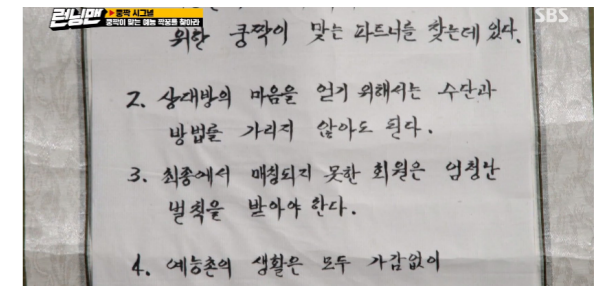 런닝맨
쿵짝 시그널
쿵짝이 맞는 예능 짝꿍을 찾아라
SBS
위한 쿵짝이 맞는 파트너를 찾는데 있다.
2. 상대방의 마음을 얻기 위해서는 수단과
방법를 가리지 않아도 된다.
3. 최종에서 매칭되지 못한 회원은 엄청난
벌칙을 받아야 한다.
4. 예능촌의 생활은 모두 가감없이